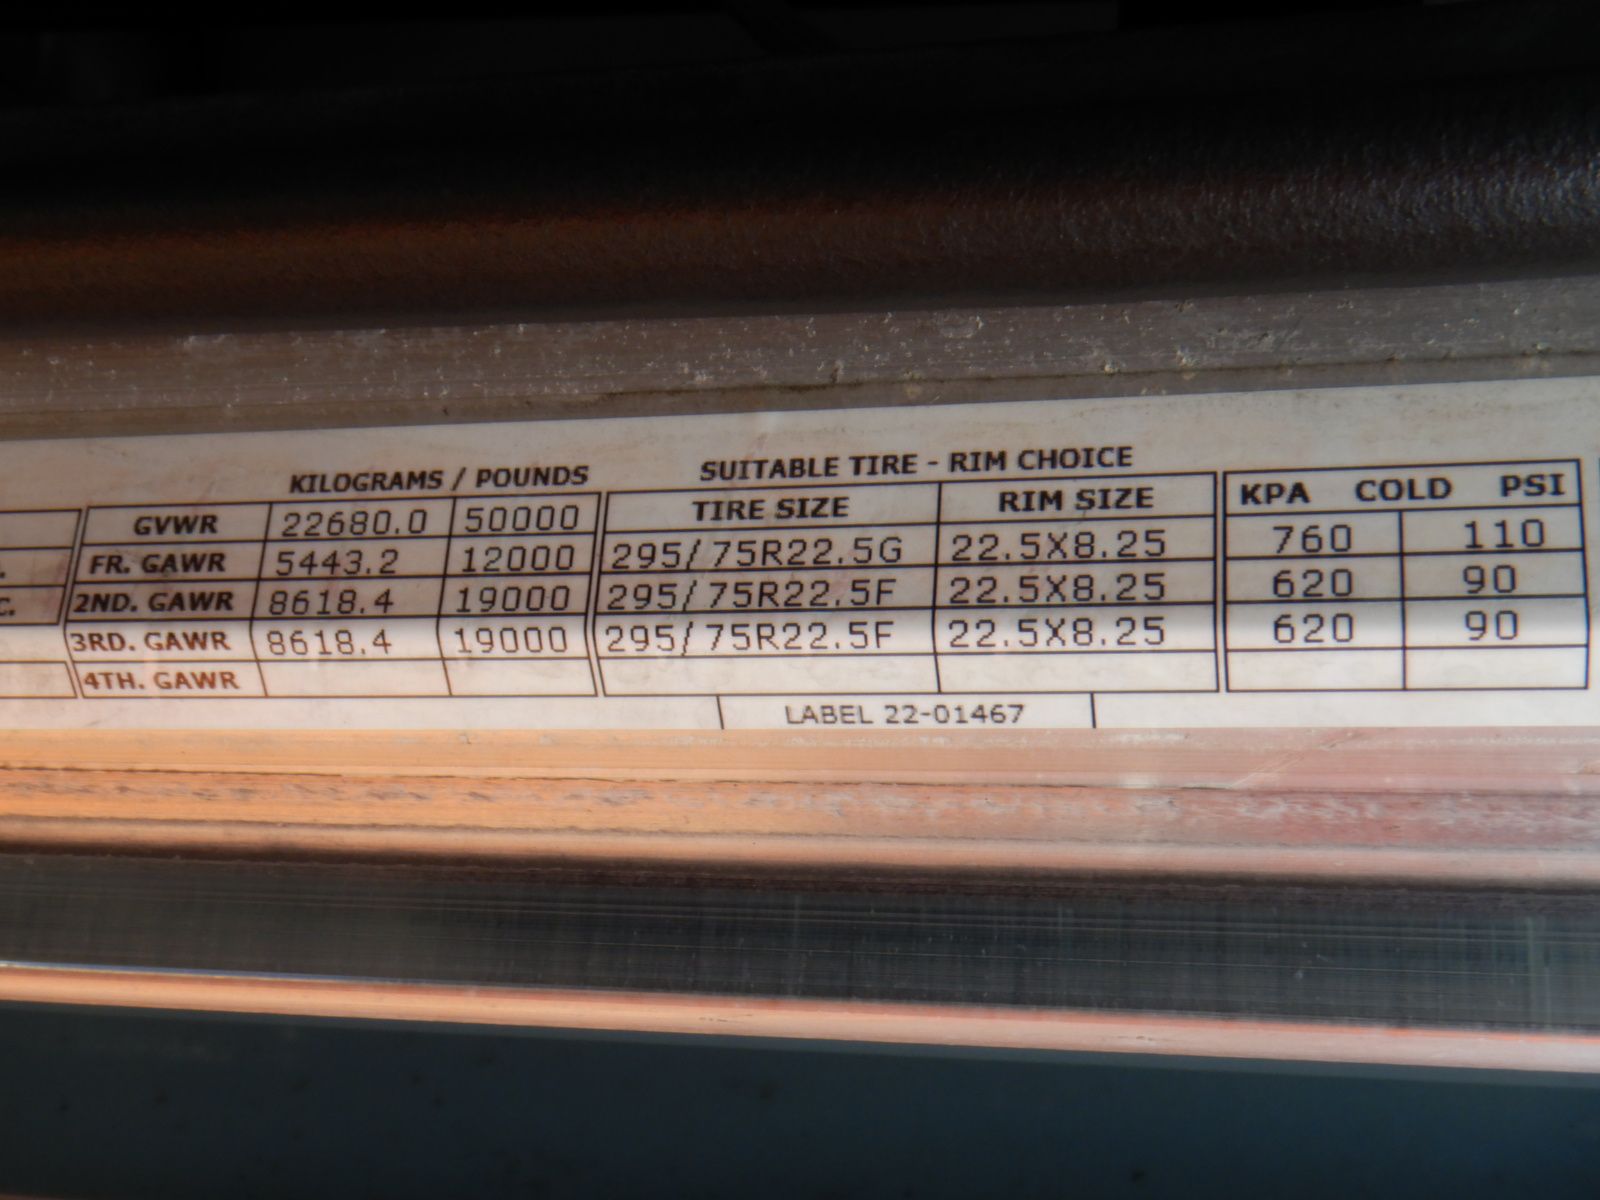 KILOGRAMS / POUNDS SUITABLE TIRE - RIM CHOICE
GVWR 22680.0 50000 TIRE SIZE RIM SIZE KPA COLD PSI
. FR. GAWR 5443.2 12000 295/75R22.5G 22.5X8.25 760 110
C. 2ND. GAWR 8618.4 19000 295/75R22.5F 22.5X8.25 620 90
3RD. GAWR 8618.4 19000 295/75R22.5F 22.5X8.25 620 90
4TH. GAWR
LABEL 22-01467